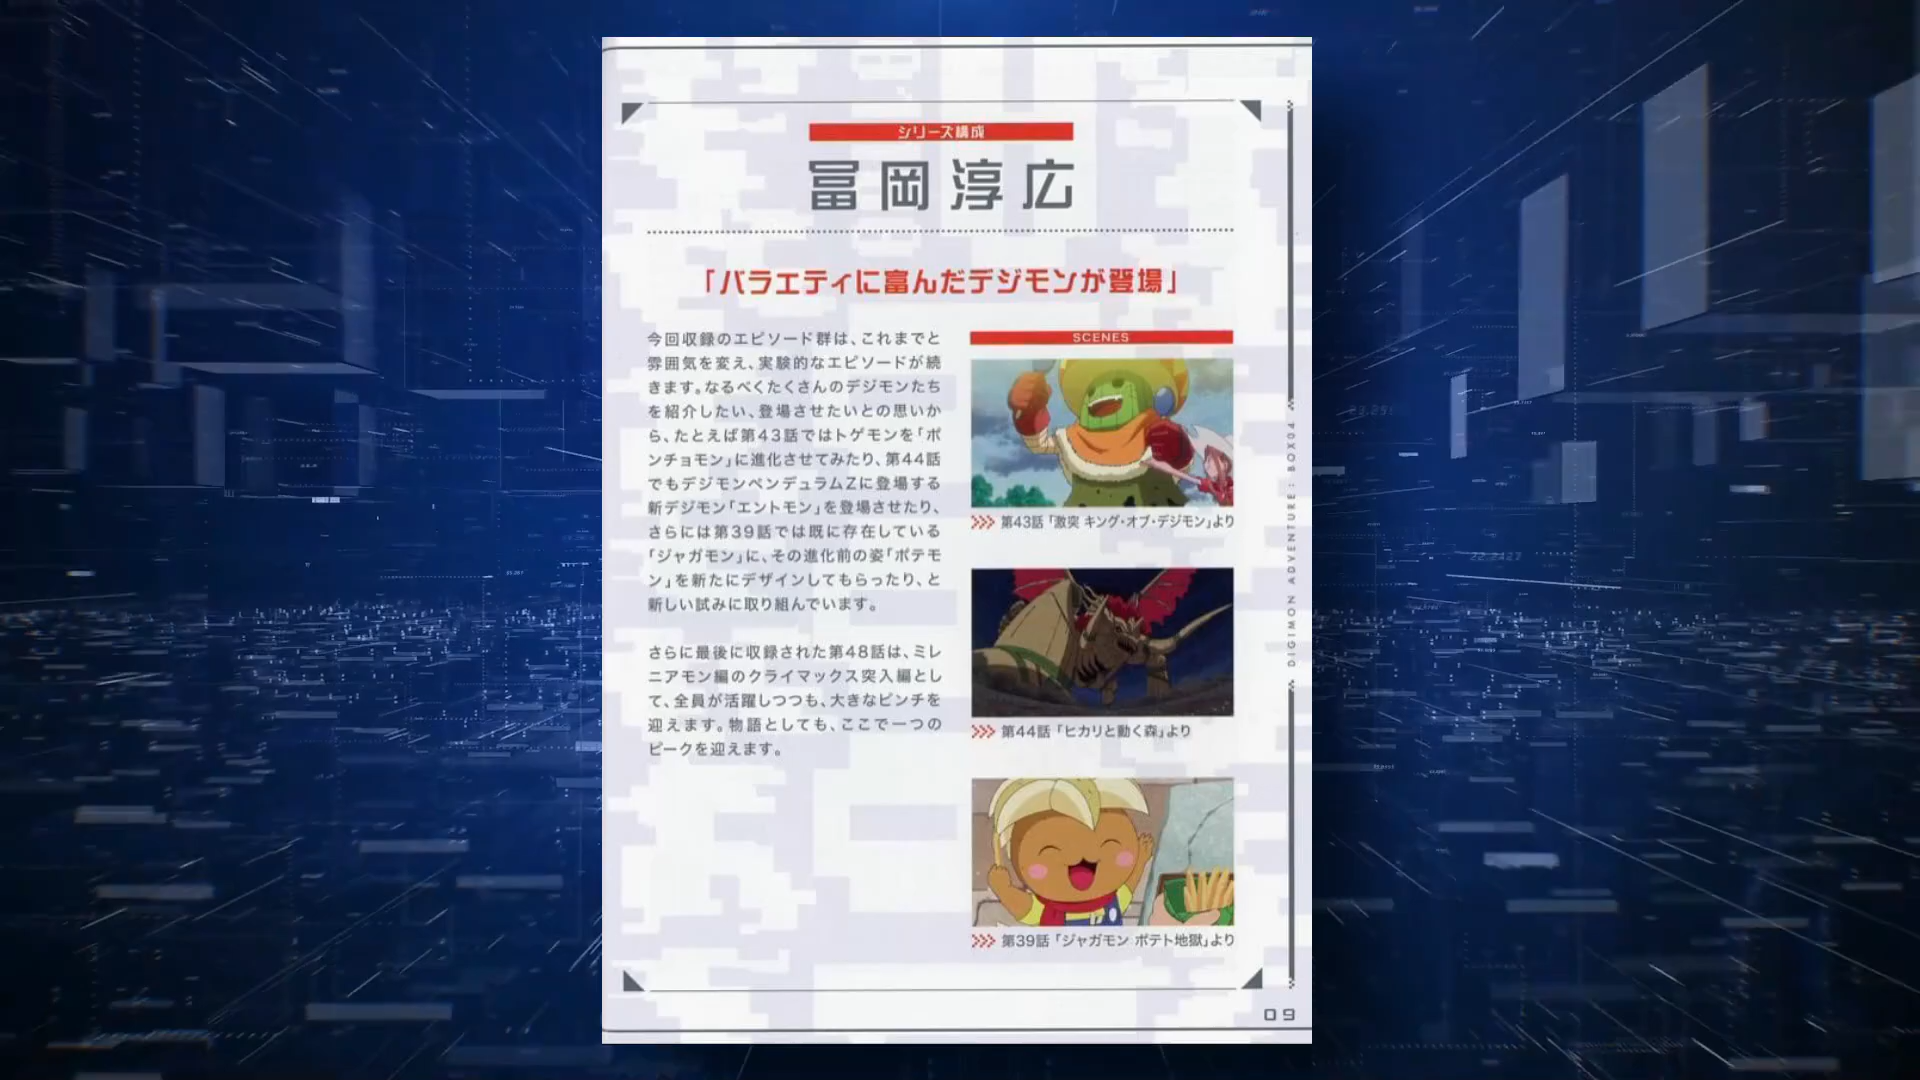 シリーズ構成
冨岡淳広
「バラエティに富んだデジモンが登場」
今回収録のエピソード群は、これまでと
雰囲気を変え、実験的なエピソードが続
きます。なるべくたくさんのデジモンたち
を紹介したい、登場させたいとの思いか
ら、たとえば第43話ではトゲモンを「ポ
ンチョモン」に進化させてみたり、第44話
でもデジモンペンデュラムZに登場する
新デジモン「エントモン」を登場させたり、
さらには第39話では既に存在している
「ジャガモン」に、その進化前の姿「ポテモ
ン」を新たにデザインしてもらったり、と
新しい試みに取り組んでいます。
さらに最後に収録された第48話は、ミレ
ニアモン編のクライマックス突入編とし
て、全員が活躍しつつも、大きなピンチを
迎えます。物語としても、ここで一つの
ピークを迎えます。
SCENES
第43話「激突 キング・オブ・デジモン」より
第44話「ヒカリと動く森」より
第39話「ジャガモン ポテト地獄」より
DIGIMON ADVENTURE: BOX04
09